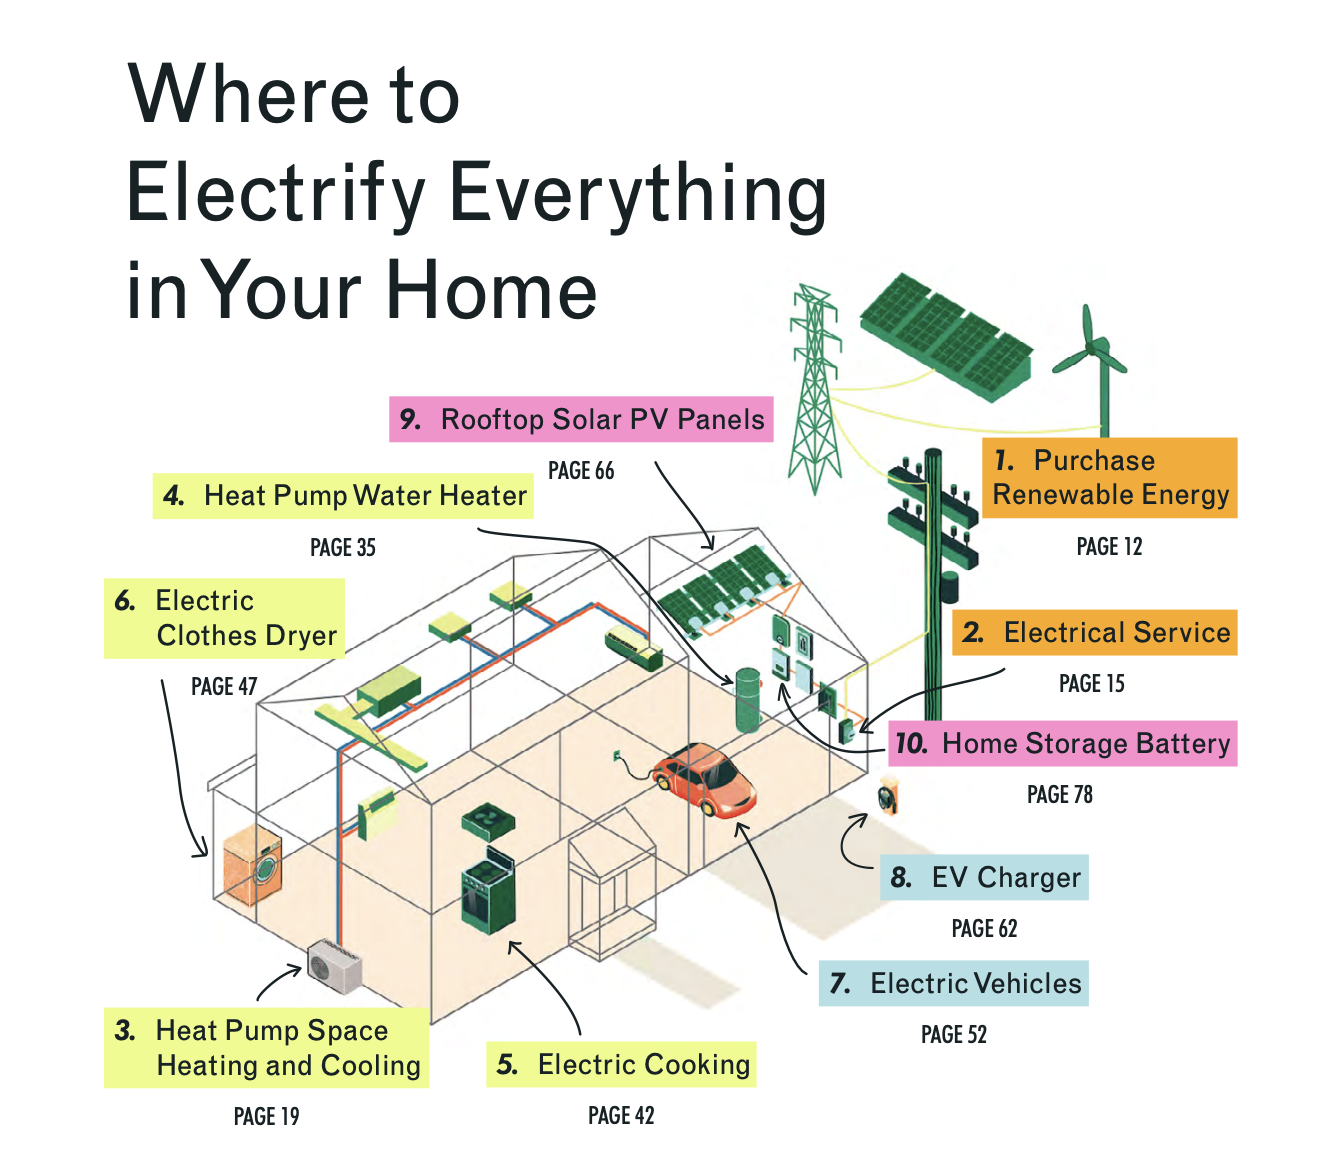 Where to
Electrify Everything
in Your Home
9. Rooftop Solar PV Panels
PAGE 66
1. Purchase
Renewable Energy
PAGE 12
4. Heat Pump Water Heater
PAGE 35
6. Electric
Clothes Dryer
PAGE 47
2. Electrical Service
PAGE 15
10. Home Storage Battery
PAGE 78
8. EV Charger
PAGE 62
7. Electric Vehicles
PAGE 52
3. Heat Pump Space
Heating and Cooling
PAGE 19
5. Electric Cooking
PAGE 42